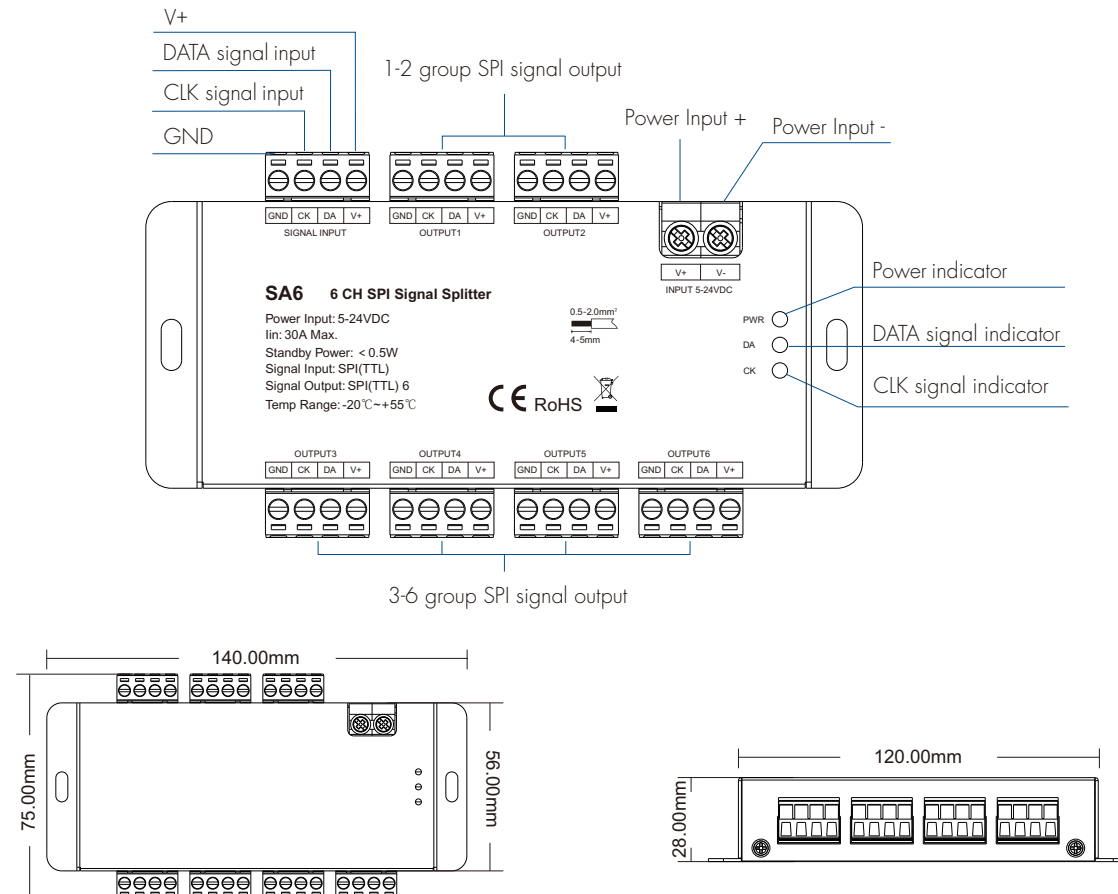 V+
DATA signal input
CLK signal input
GND
1-2 group SPI signal output
Power Input +
Power Input -
GND CK DA V+
SIGNAL INPUT
GND CK DA V+
OUTPUT1
GND CK DA V+
OUTPUT2
V+ V-
INPUT 5-24VDC
SA6 6 CH SPI Signal Splitter
Power Input: 5-24VDC
Iin: 30A Max.
Standby Power: < 0.5W
Signal Input: SPI(TTL)
Signal Output: SPI(TTL) 6
Temp Range: -20℃~+55℃
0.5-2.0mm²
4-5mm
CE RoHS
PWR
DA
CK
Power indicator
DATA signal indicator
CLK signal indicator
OUTPUT3
GND CK DA V+
OUTPUT4
GND CK DA V+
OUTPUT5
GND CK DA V+
OUTPUT6
GND CK DA V+
3-6 group SPI signal output
140.00mm
75.00mm
56.00mm
120.00mm
28.00mm